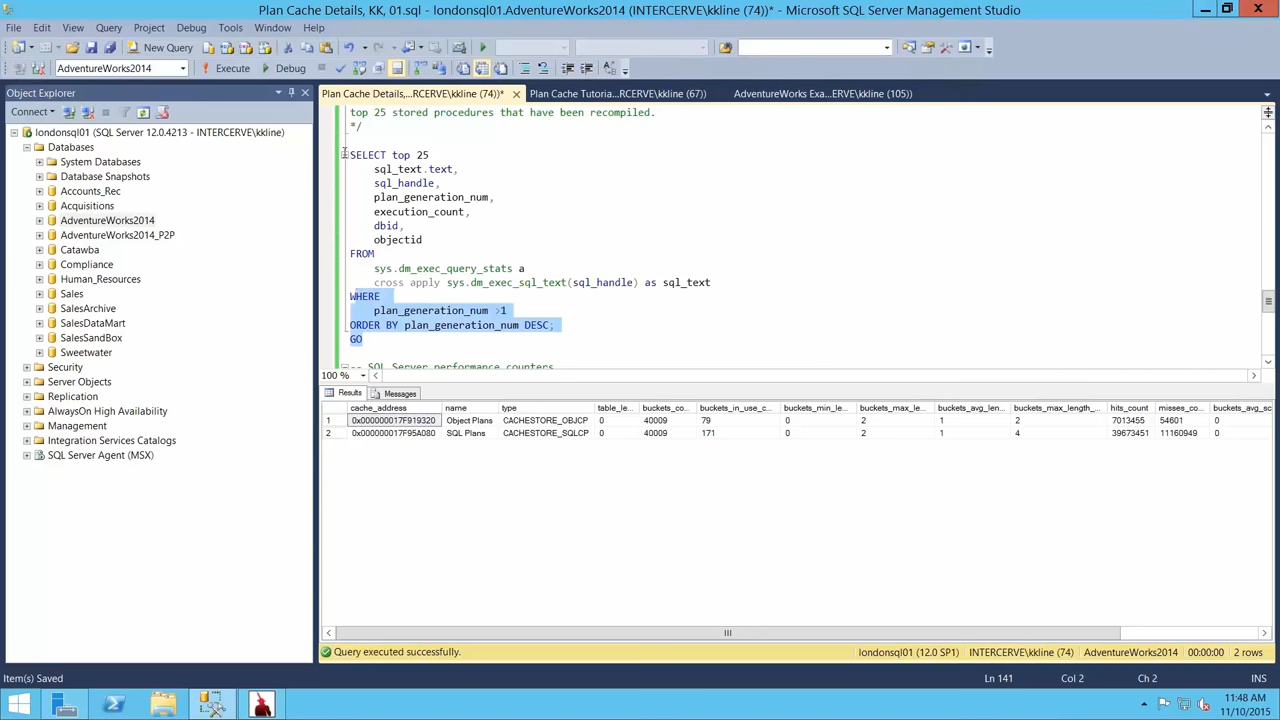 Plan Cache Details, KK, 01.sql - londonsql01.AdventureWorks2014 (INTERCERVE\kkline (74))* - Microsoft SQL Server Management Studio
File Edit View Query Project Debug Tools Window Help
New Query
AdventureWorks2014 Execute Debug
Object Explorer
Connect
londonsql01 (SQL Server 12.0.4213 - INTERCERVE\kkline)
Databases
System Databases
Database Snapshots
Accounts_Rec
Acquisitions
AdventureWorks2014
AdventureWorks2014_P2P
Catawba
Compliance
Human_Resources
Sales
SalesArchive
SalesDataMart
SalesSandBox
Sweetwater
Security
Server Objects
Replication
AlwaysOn High Availability
Management
Integration Services Catalogs
SQL Server Agent (MSX)
Plan Cache Details,...RCERVE\kkline (74))* Plan Cache Tutoria...RCERVE\kkline (67)) AdventureWorks Exa...ERVE\kkline (105))
top 25 stored procedures that have been recompiled.
*/
SELECT top 25
sql_text.text,
sql_handle,
plan_generation_num,
execution_count,
dbid,
objectid
FROM
sys.dm_exec_query_stats a
cross apply sys.dm_exec_sql_text(sql_handle) as sql_text
WHERE
plan_generation_num >1
ORDER BY plan_generation_num DESC;
GO
-- SQL Server performance counters
100 %
Results Messages
cache_address name type table_le... buckets_co... buckets_in_use_c... buckets_min_le... buckets_max_le... buckets_avg_len... buckets_max_length_... hits_count misses_co... buckets_avg_sc
1 0x000000017F919320 Object Plans CACHESTORE_OBJCP 0 40009 79 0 2 1 2 7013455 54601 0
2 0x000000017F95A080 SQL Plans CACHESTORE_SQLCP 0 40009 171 0 2 1 4 39673451 11160949 0
Query executed successfully. londonsql01 (12.0 SP1) INTERCERVE\kkline (74) AdventureWorks2014 00:00:00 2 rows
Item(s) Saved Ln 141 Col 2 Ch 2 INS
11:48 AM
11/10/2015